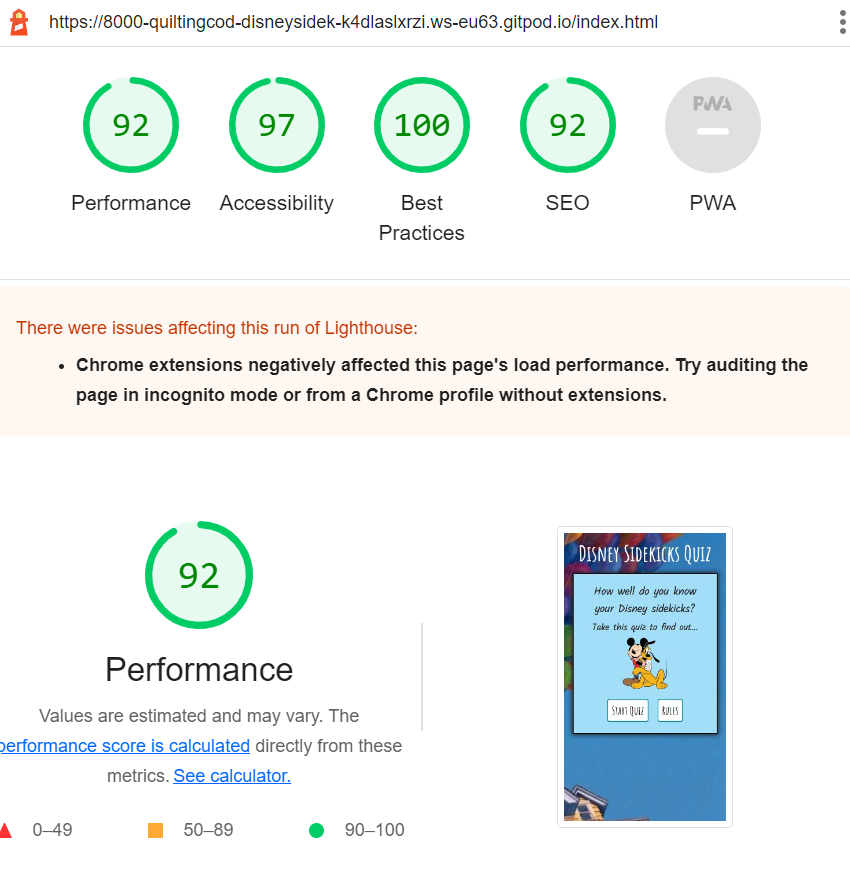 https://8000-quiltingcod-disneysidek-k4dlaslxrzi.ws-eu63.gitpod.io/index.html
92
97
100
92
PWA
Performance
Accessibility
Best
Practices
SEO
PWA
There were issues affecting this run of Lighthouse:
Chrome extensions negatively affected this page's load performance. Try auditing the
page in incognito mode or from a Chrome profile without extensions.
92
Performance
Values are estimated and may vary. The
performance score is calculated directly from these
metrics. See calculator.
0–49
50–89
90–100
Disney Sidekicks Quiz
How well do you know
your Disney sidekicks?
Take this quiz to find out...
Start Quiz
Rules